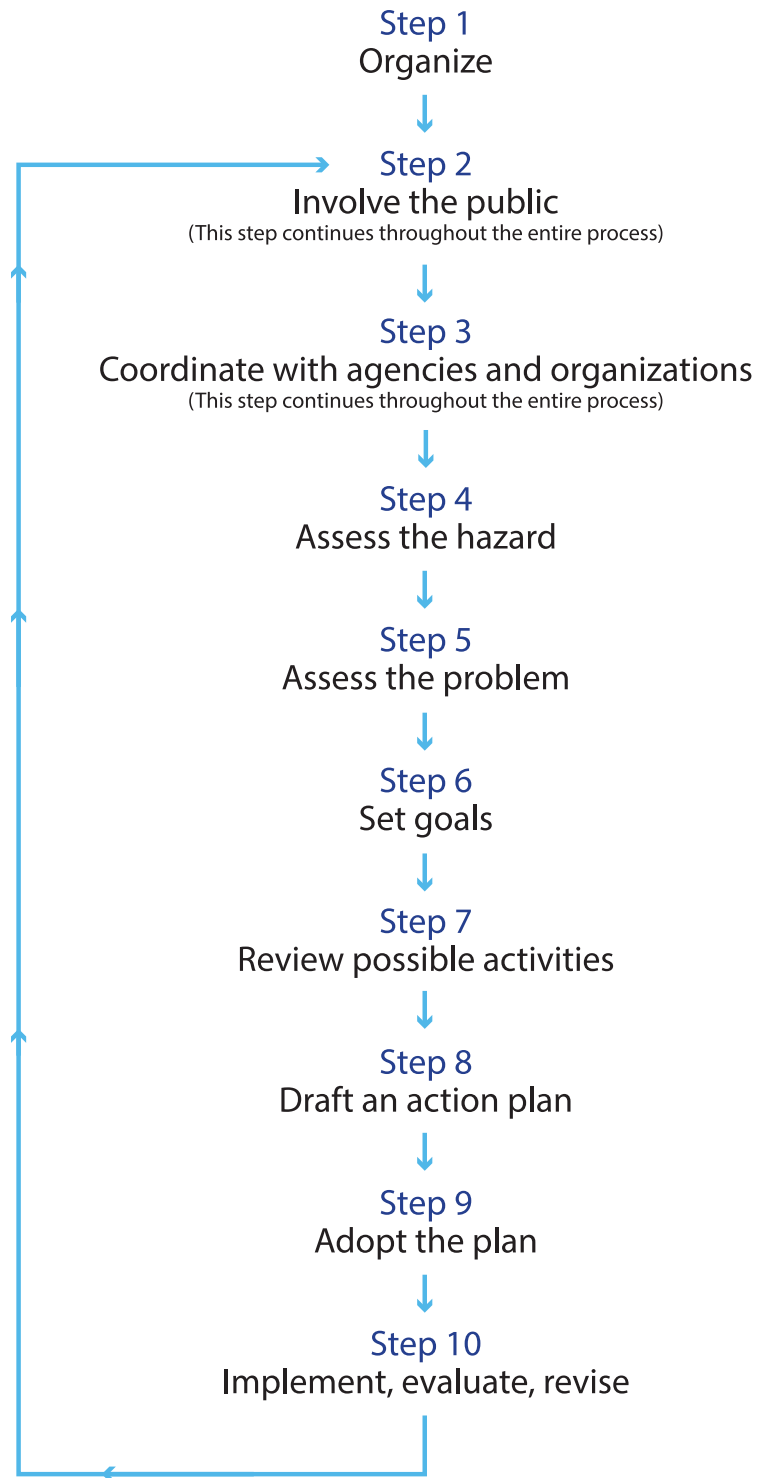 Step 1
Organize
Step 2
Involve the public
(This step continues throughout the entire process)
Step 3
Coordinate with agencies and organizations
(This step continues throughout the entire process)
Step 4
Assess the hazard
Step 5
Assess the problem
Step 6
Set goals
Step 7
Review possible activities
Step 8
Draft an action plan
Step 9
Adopt the plan
Step 10
Implement, evaluate, revise